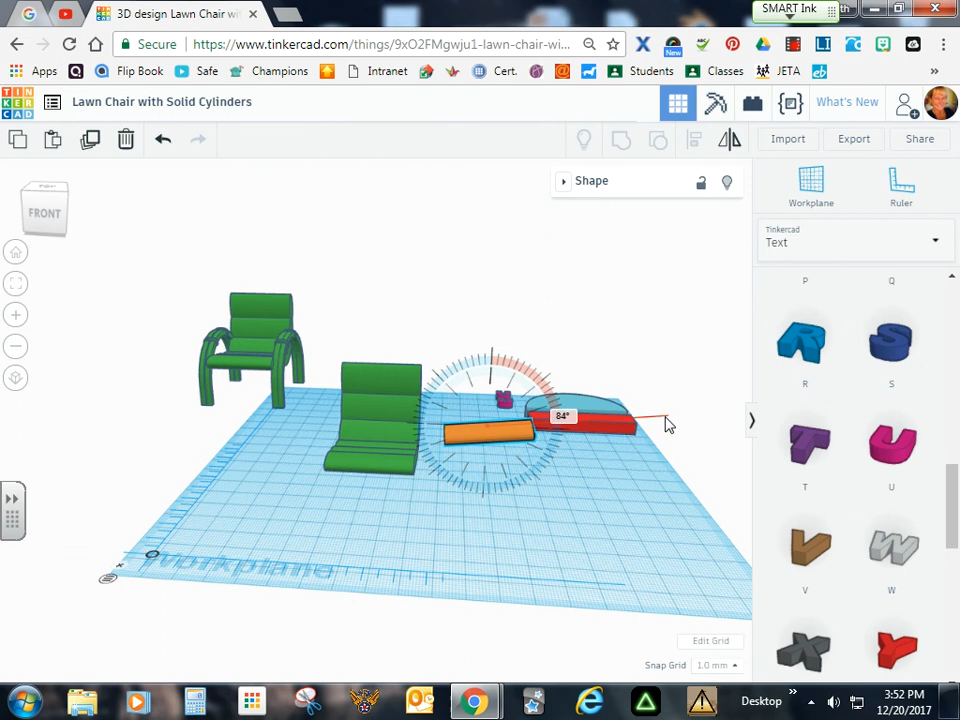 SMART Ink
3D design Lawn Chair wi
Secure
https://www.tinkercad.com/things/9xO2FMgwju1-lawn-chair-wi...
New
Apps
Flip Book
Safe
Champions
Intranet
Cert.
Students
Classes
JETA
»
TIN
KER
CAD
Lawn Chair with Solid Cylinders
What's New
Import
Export
Share
Shape
Workplane
Ruler
TOP
FRONT
Tinkercad
Text
P
Q
R
S
84°
T
U
V
W
Workplane
Edit Grid
Snap Grid
1.0 mm
Desktop
»
3:52 PM
12/20/2017